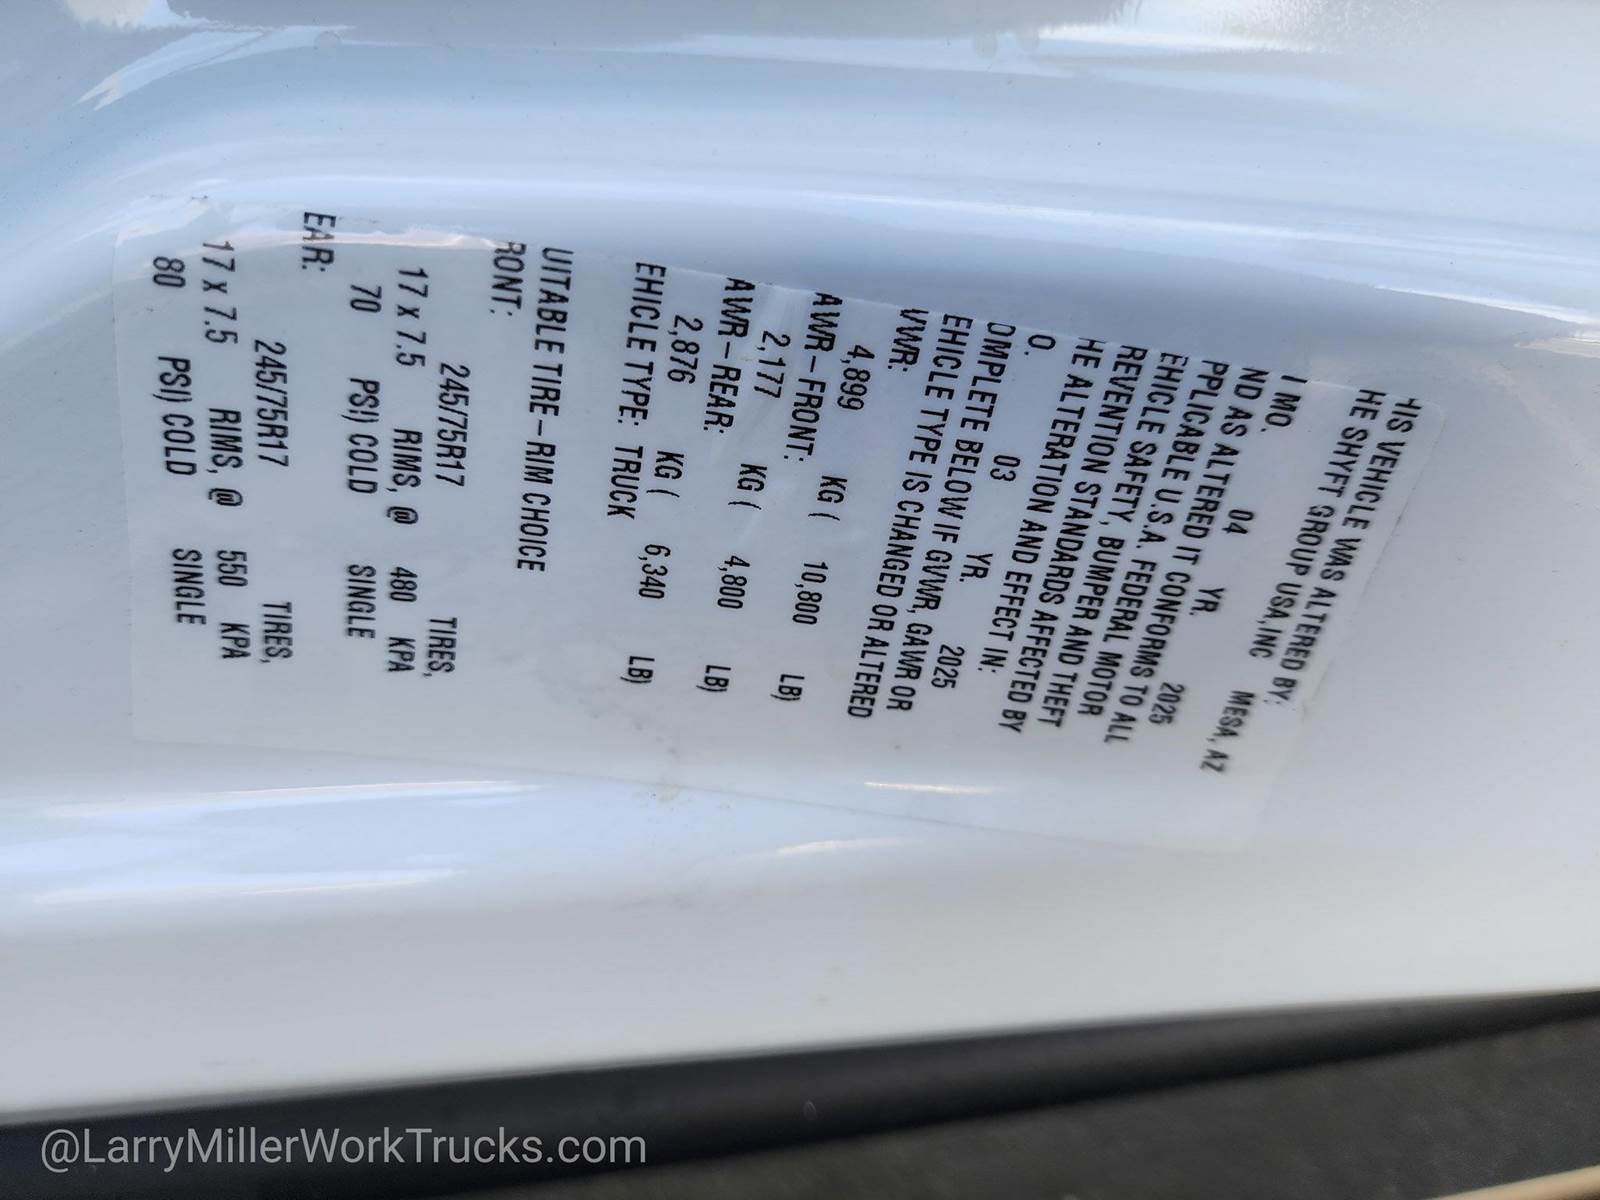 HIS VEHICLE WAS ALTERED BY:
HE SHYFT GROUP USA,INC MESA, AZ
I MO. 04 YR. 2025
ND AS ALTERED IT CONFORMS TO ALL
PPLICABLE U.S.A. FEDERAL MOTOR
EHICLE SAFETY, BUMPER AND THEFT
REVENTION STANDARDS AFFECTED BY
HE ALTERATION AND EFFECT IN:
O. 03 YR. 2025
OMPLETE BELOW IF GVWR, GAWR OR
EHICLE TYPE IS CHANGED OR ALTERED
VWR:
4,899 KG ( 10,800 LB)
AWR-FRONT:
2,177 KG ( 4,800 LB)
AWR-REAR:
2,876 KG ( 6,340 LB)
EHICLE TYPE: TRUCK
UITABLE TIRE-RIM CHOICE
RONT:
245/75R17 TIRES,
17 x 7.5 RIMS, @ 480 KPA
70 PSI) COLD SINGLE
EAR:
245/75R17 TIRES,
17 x 7.5 RIMS, @ 550 KPA
80 PSI) COLD SINGLE
@LarryMillerWorkTrucks.com